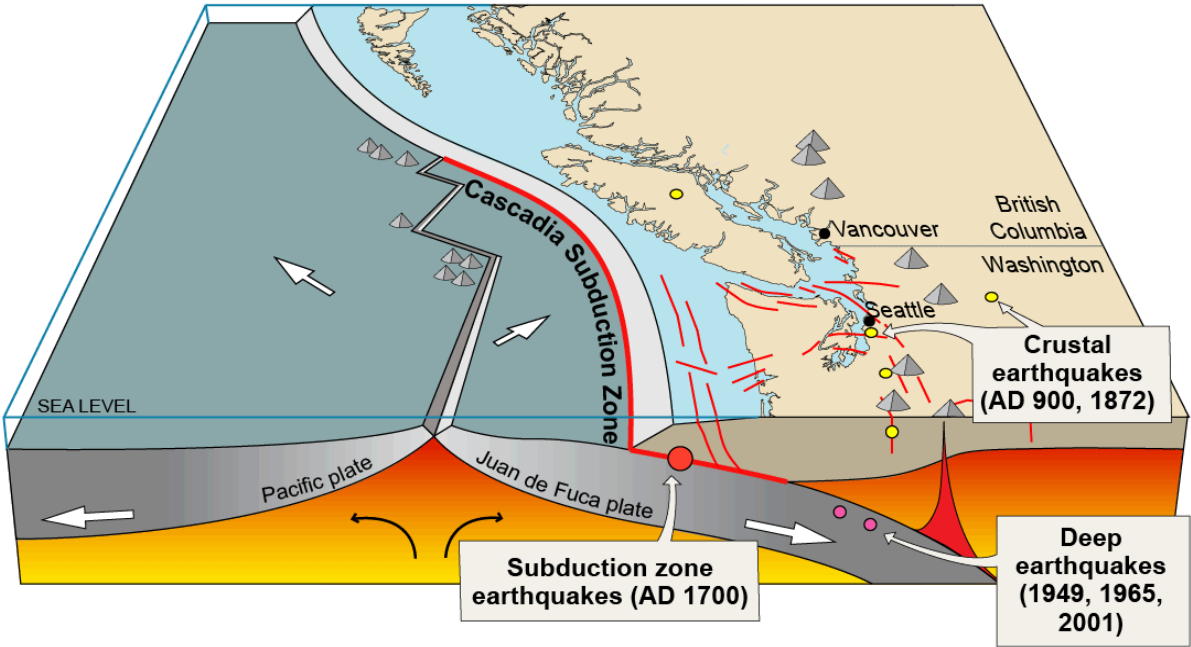 Cascadia Subduction Zone
British
Columbia
Vancouver
Washington
Seattle
Crustal
earthquakes
(AD 900, 1872)
SEA LEVEL
Pacific plate
Juan de Fuca plate
Subduction zone
earthquakes (AD 1700)
Deep
earthquakes
(1949, 1965,
2001)